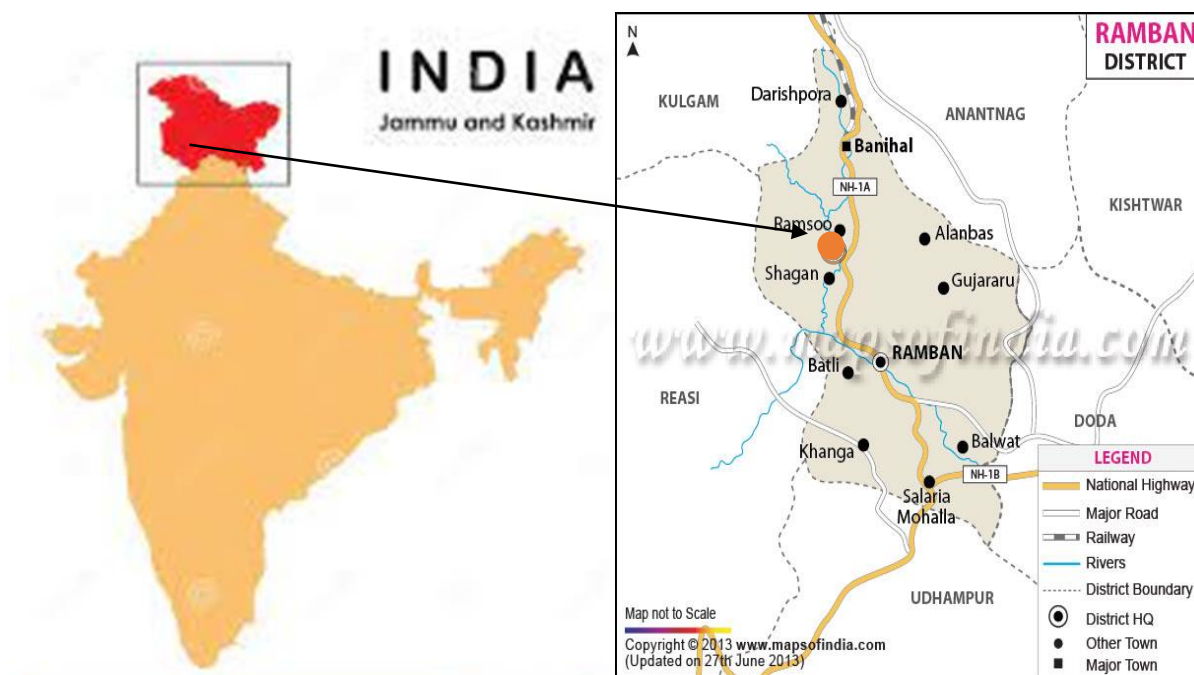 INDIA
Jammu and Kashmir
N
RAMBAN
DISTRICT
KULGAM
Darishpora
ANANTNAG
Banihal
NH-1A
KISHTWAR
Ramsoo
Alanbas
Shagan
Gujararu
www.mapsofindia.com
RAMBAN
Batli
REASI
DODA
Khanga
Balwat
NH-1B
Salaria
Mohalla
UDHAMPUR
LEGEND
National Highway
Major Road
Railway
Rivers
District Boundary
District HQ
Other Town
Major Town
Map not to Scale
Copyright © 2013 www.mapsofindia.com
(Updated on 27th June 2013)